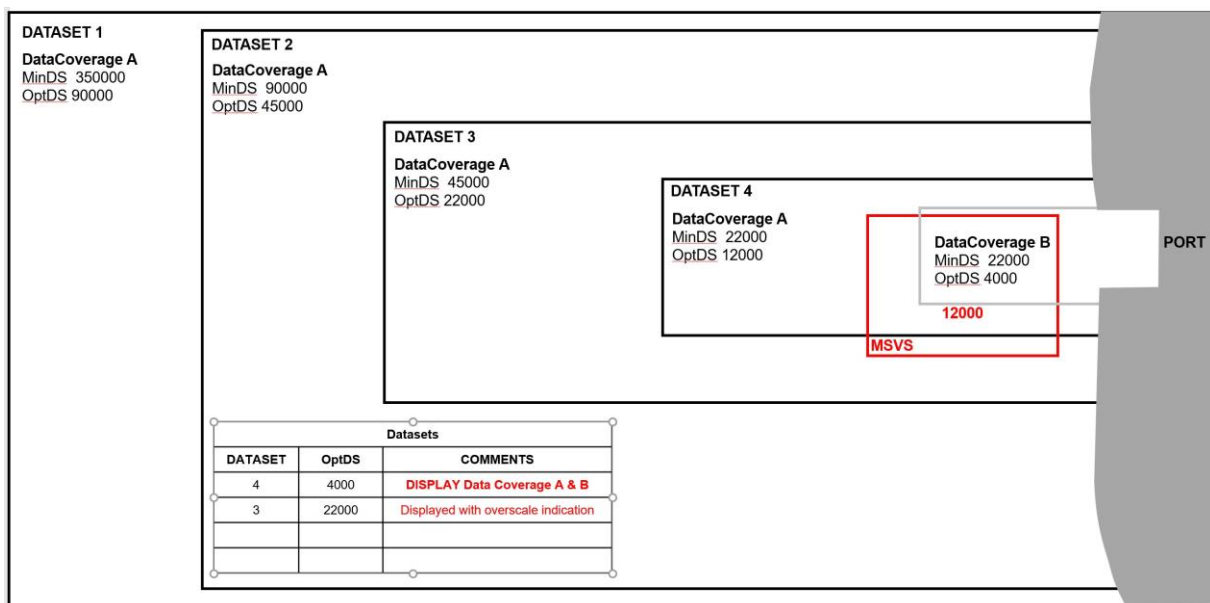 DATASET 1
DataCoverage A
MinDS 350000
OptDS 90000
DATASET 2
DataCoverage A
MinDS 90000
OptDS 45000
DATASET 3
DataCoverage A
MinDS 45000
OptDS 22000
DATASET 4
DataCoverage A
MinDS 22000
OptDS 12000
DataCoverage B
MinDS 22000
OptDS 4000
12000
MSVS
PORT
Datasets
DATASET OptDS COMMENTS
4 4000 DISPLAY Data Coverage A & B
3 22000 Displayed with overscale indication